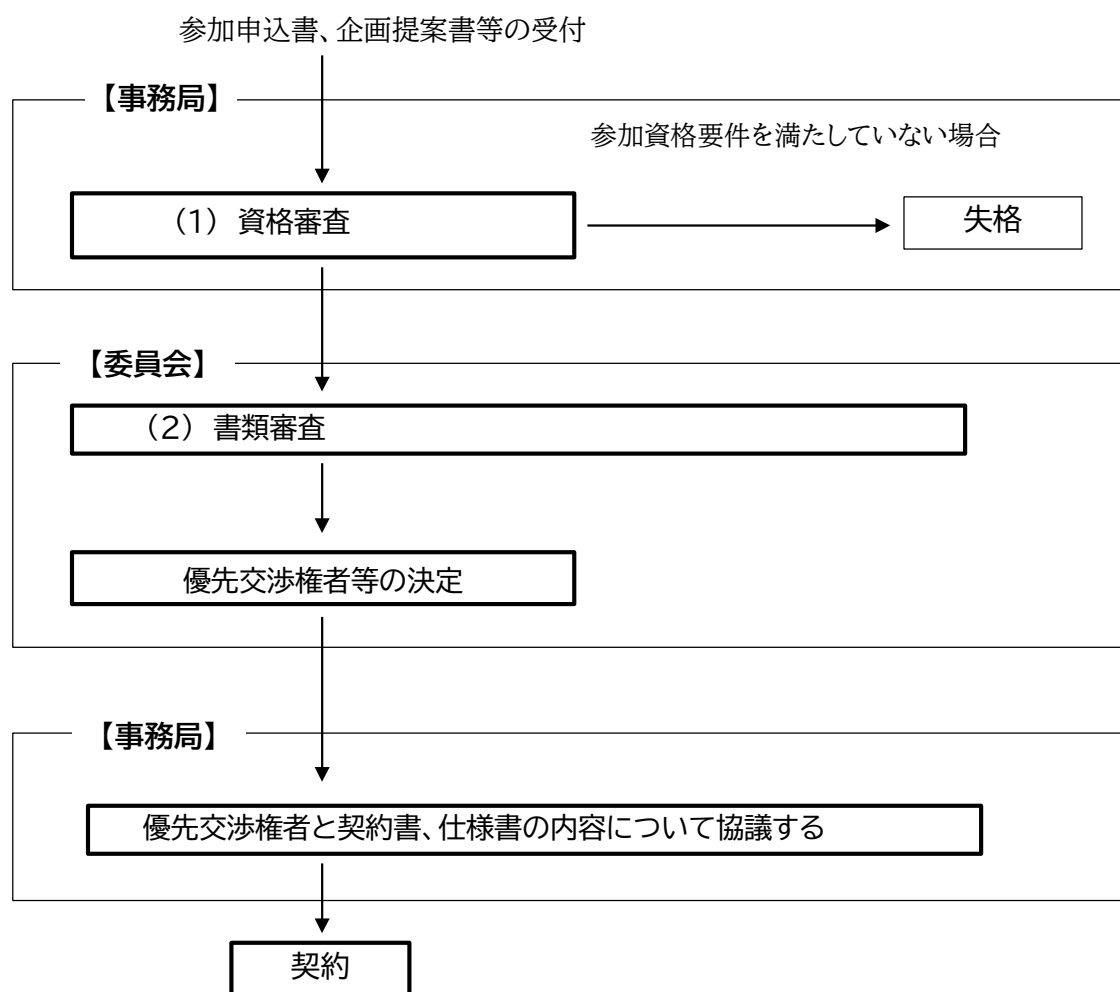 参加申込書、企画提案書等の受付
【事務局】
参加資格要件を満たしていない場合
（1） 資格審査
失格
【委員会】
（2） 書類審査
優先交渉権者等の決定
【事務局】
優先交渉権者と契約書、仕様書の内容について協議する
契約